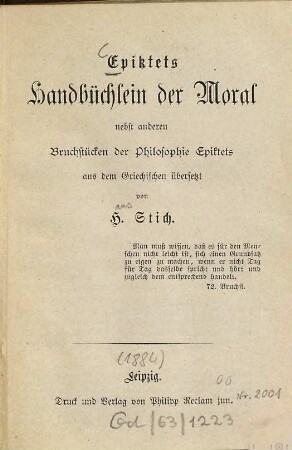 Epiktets
Handbüchlein der Moral
nebst anderen
Bruchstücken der Philosophie Epiktets
aus dem Griechischen übersetzt
von
H. Stich.
Man muß wissen, daß es für den Men-
schen nicht leicht ist, sich einen Grundsatz
zu eigen zu machen, wenn er nicht Tag
für Tag dasselbe spricht und hört und
zugleich dem entsprechend handelt.
72. Bruchst.
(1884)
Leipzig.
Nr. 2001
Druck und Verlag von Philipp Reclam jun.
63/1223